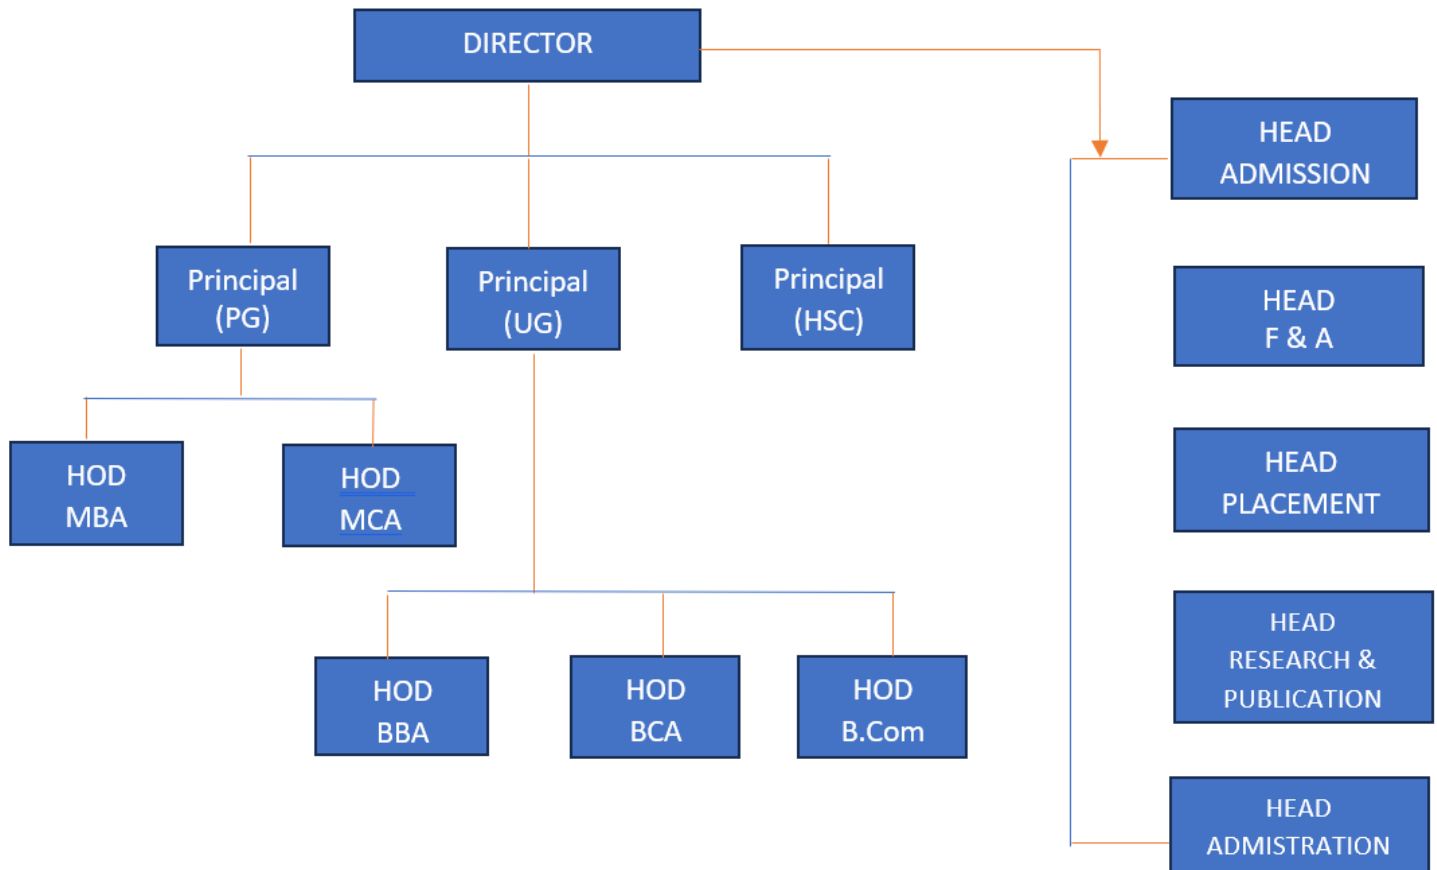 DIRECTOR
HEAD
ADMISSION
Principal
(PG)
Principal
(UG)
Principal
(HSC)
HEAD
F & A
HOD
MBA
HOD
MCA
HEAD
PLACEMENT
HOD
BBA
HOD
BCA
HOD
B.Com
HEAD
RESEARCH &
PUBLICATION
HEAD
ADMISTRATION